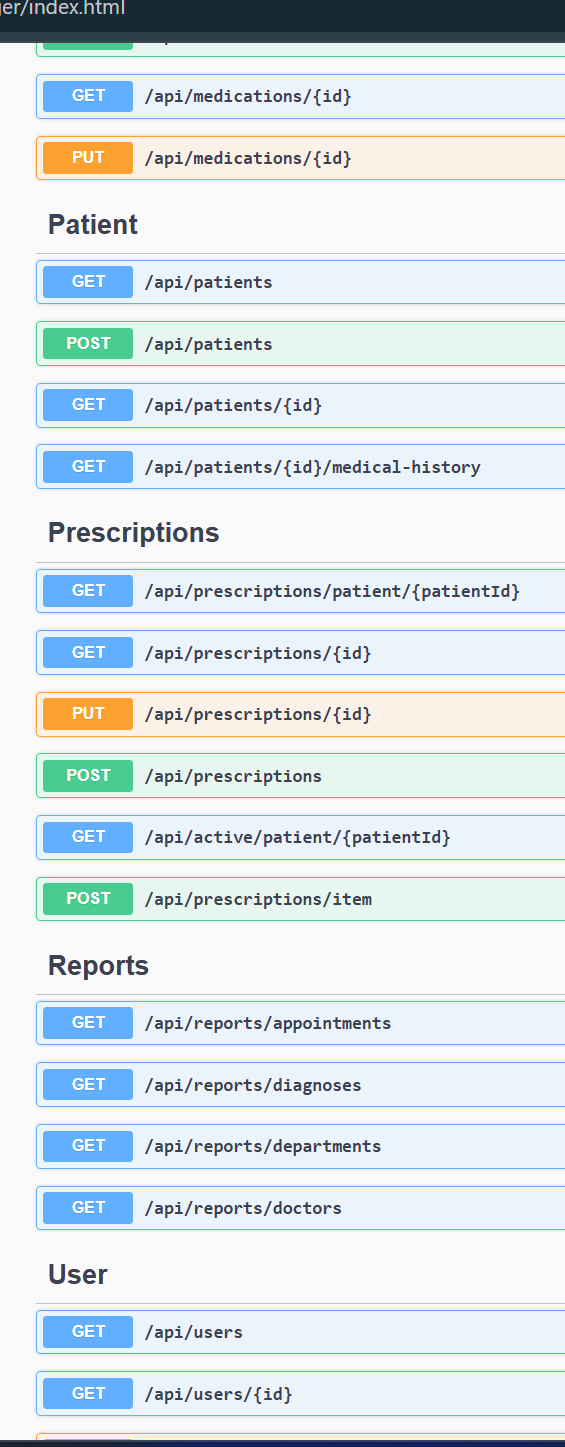 ger/index.html
GET /api/medications/{id}
PUT /api/medications/{id}
Patient
GET /api/patients
POST /api/patients
GET /api/patients/{id}
GET /api/patients/{id}/medical-history
Prescriptions
GET /api/prescriptions/patient/{patientId}
GET /api/prescriptions/{id}
PUT /api/prescriptions/{id}
POST /api/prescriptions
GET /api/active/patient/{patientId}
POST /api/prescriptions/item
Reports
GET /api/reports/appointments
GET /api/reports/diagnoses
GET /api/reports/departments
GET /api/reports/doctors
User
GET /api/users
GET /api/users/{id}